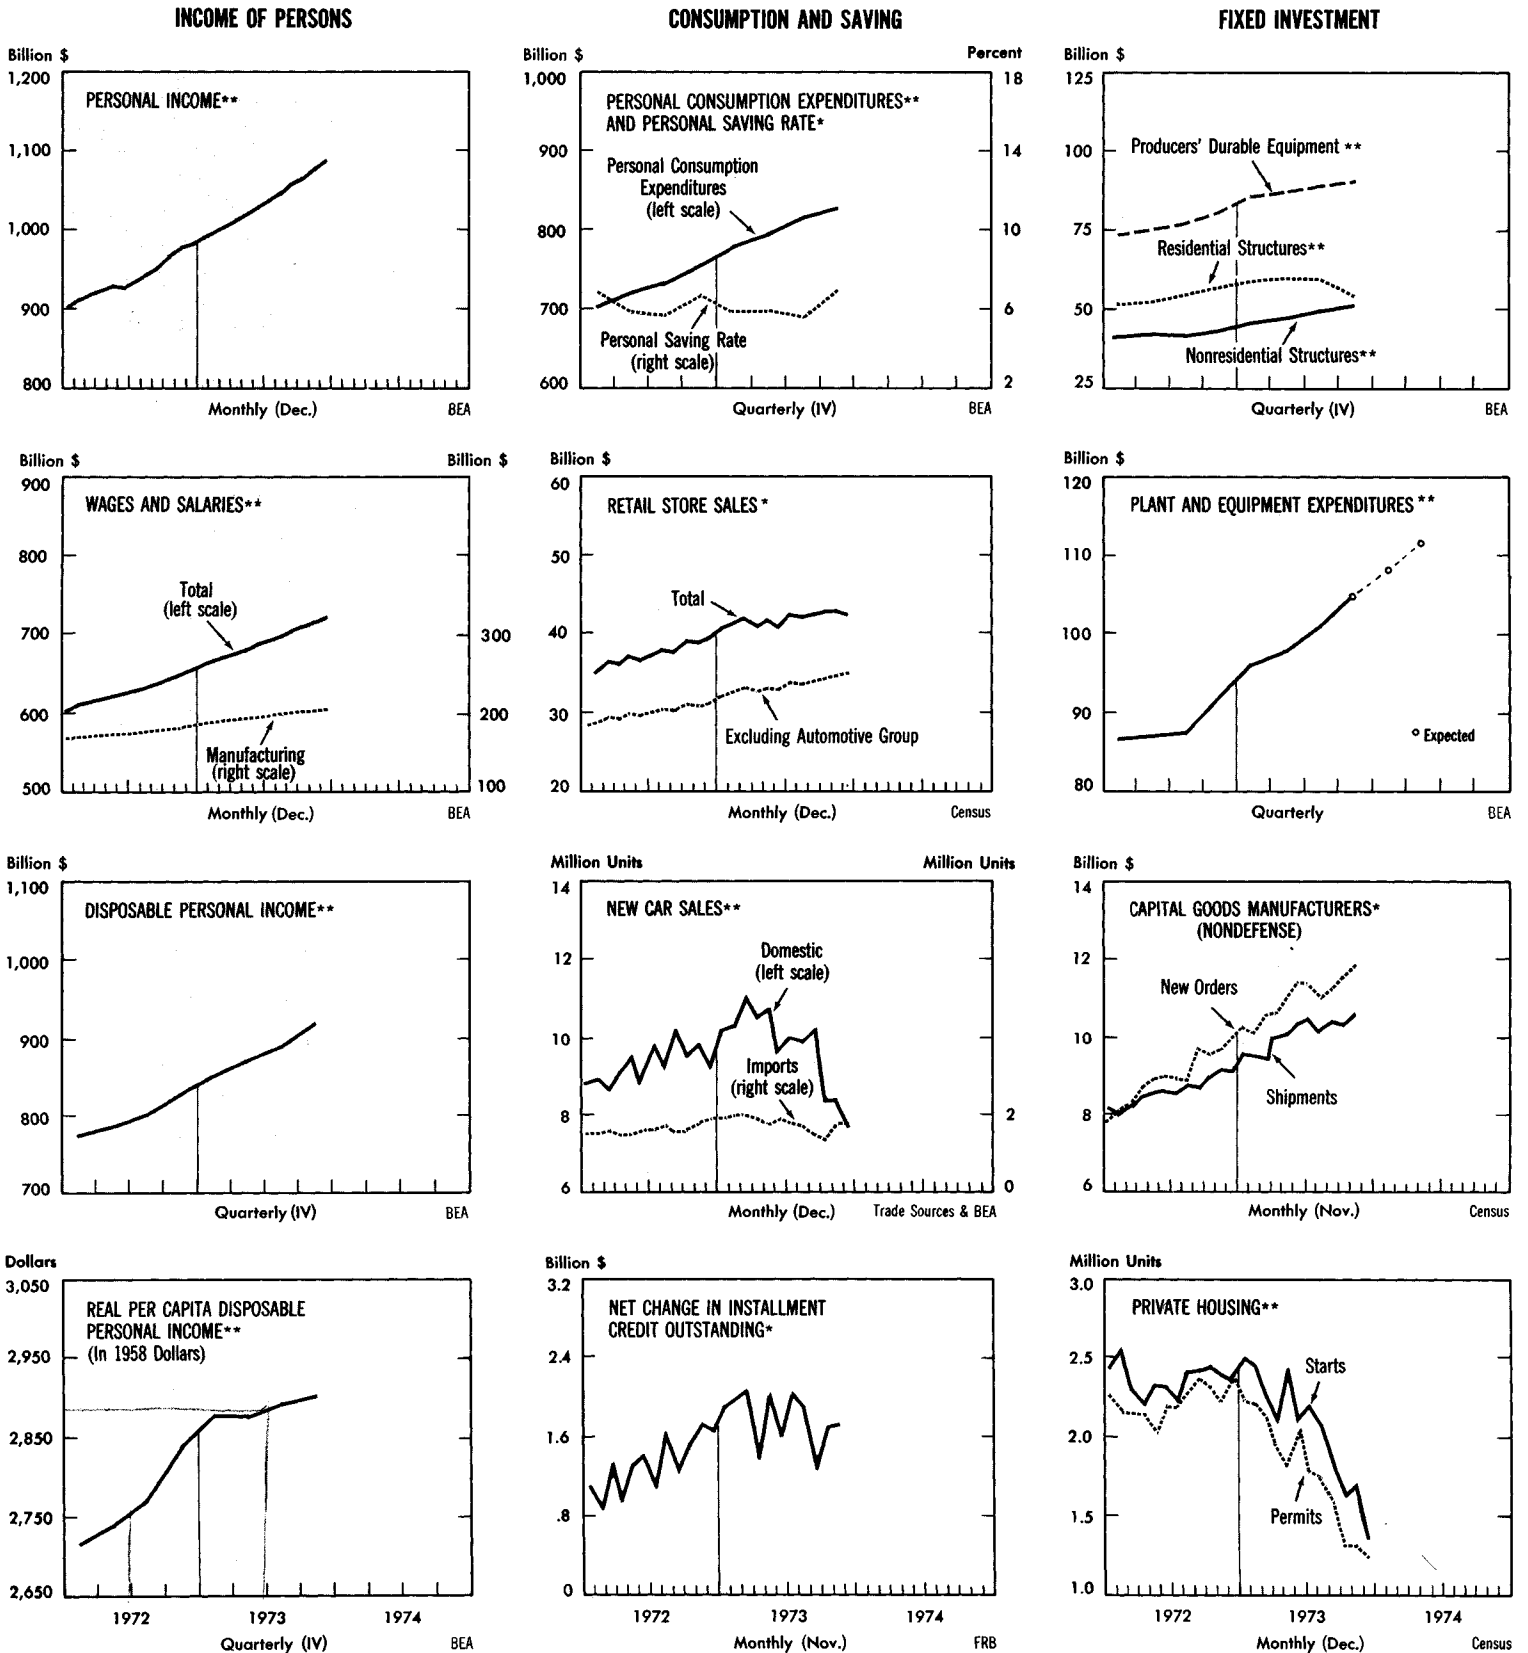 INCOME OF PERSONS
Billion $
1,200
1,100
1,000
900
800
PERSONAL INCOME**
Monthly (Dec.)
BEA
Billion $
Billion $
900
800
700
600
500
300
200
100
WAGES AND SALARIES**
Total
(left scale)
Manufacturing
(right scale)
Monthly (Dec.)
BEA
Billion $
1,100
1,000
900
800
700
DISPOSABLE PERSONAL INCOME**
Quarterly (IV)
BEA
Dollars
3,050
2,950
2,850
2,750
2,650
REAL PER CAPITA DISPOSABLE
PERSONAL INCOME**
(In 1958 Dollars)
1972
1973
1974
Quarterly (IV)
BEA
CONSUMPTION AND SAVING
Billion $
Percent
1,000
900
800
700
600
18
14
10
6
2
PERSONAL CONSUMPTION EXPENDITURES**
AND PERSONAL SAVING RATE*
Personal Consumption
Expenditures
(left scale)
Personal Saving Rate
(right scale)
Quarterly (IV)
BEA
Billion $
60
50
40
30
20
RETAIL STORE SALES *
Total
Excluding Automotive Group
Monthly (Dec.)
Census
Million Units
Million Units
14
12
10
8
6
2
0
NEW CAR SALES**
Domestic
(left scale)
Imports
(right scale)
Monthly (Dec.)
Trade Sources & BEA
Billion $
3.2
2.4
1.6
.8
0
NET CHANGE IN INSTALLMENT
CREDIT OUTSTANDING*
1972
1973
1974
Monthly (Nov.)
FRB
FIXED INVESTMENT
Billion $
125
100
75
50
25
Producers' Durable Equipment **
Residential Structures**
Nonresidential Structures**
Quarterly (IV)
BEA
Billion $
120
110
100
90
80
PLANT AND EQUIPMENT EXPENDITURES **
Expected
Quarterly
BEA
Billion $
14
12
10
8
6
CAPITAL GOODS MANUFACTURERS*
(NONDEFENSE)
New Orders
Shipments
Monthly (Nov.)
Census
Million Units
3.0
2.5
2.0
1.5
1.0
PRIVATE HOUSING**
Starts
Permits
1972
1973
1974
Monthly (Dec.)
Census